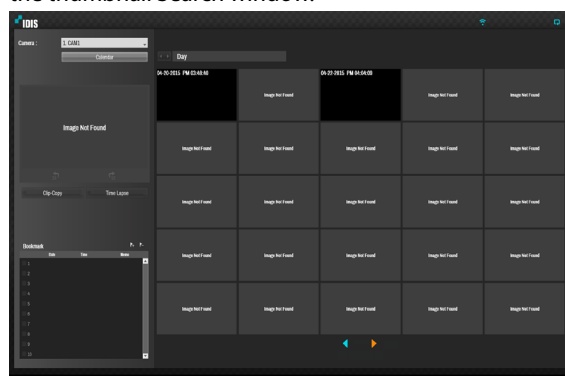 the thumbnail search window.
IDIS
Camera : 1. CAM1
Calendar
Day
04-20-2015 PM 03:40:40
Image Not Found
04-22-2015 PM 04:04:09
Image Not Found
Image Not Found
Image Not Found
Image Not Found
Image Not Found
Image Not Found
Image Not Found
Image Not Found
Image Not Found
Clip-Copy
Time Lapse
Image Not Found
Image Not Found
Image Not Found
Image Not Found
Image Not Found
Bookmark
Date Time Memo
1
2
3
4
5
6
7
8
9
10
Image Not Found
Image Not Found
Image Not Found
Image Not Found
Image Not Found
Image Not Found
Image Not Found
Image Not Found
Image Not Found
Image Not Found